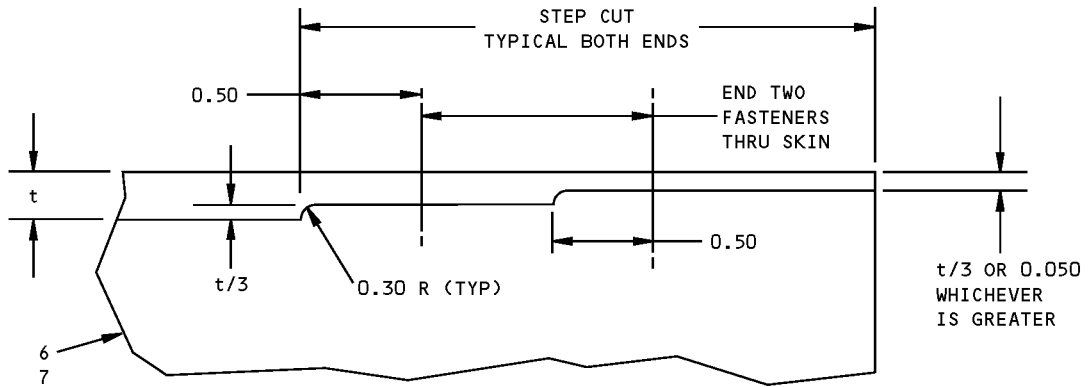 STEP CUT
TYPICAL BOTH ENDS
0.50
END TWO
FASTENERS
THRU SKIN
t
0.50
t/3
0.30 R (TYP)
t/3 OR 0.050
WHICHEVER
IS GREATER
6
7